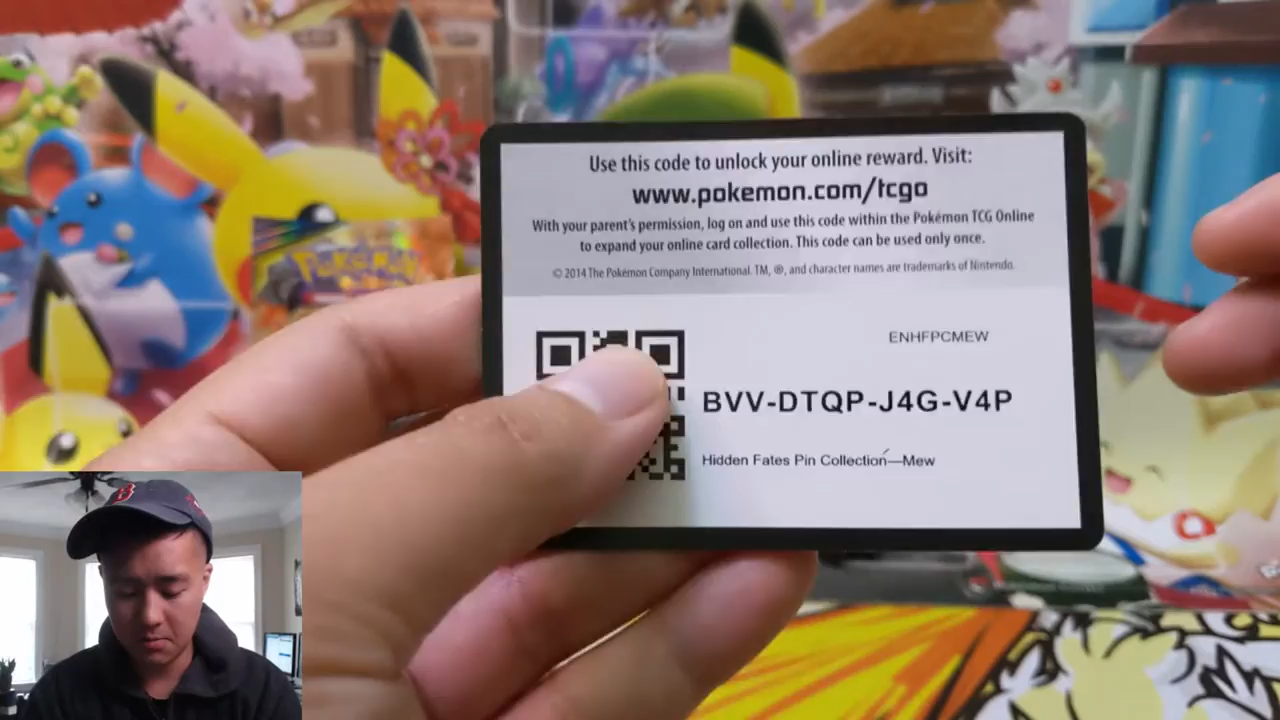 Use this code to unlock your online reward. Visit:
www.pokemon.com/tcgo
With your parent's permission, log on and use this code within the Pokémon TCG Online
to expand your online card collection. This code can be used only once.
© 2014 The Pokémon Company International. TM, ®, and character names are trademarks of Nintendo.
ENHFPCMEW
BVV-DTQP-J4G-V4P
Hidden Fates Pin Collection—Mew
Pokémon
B